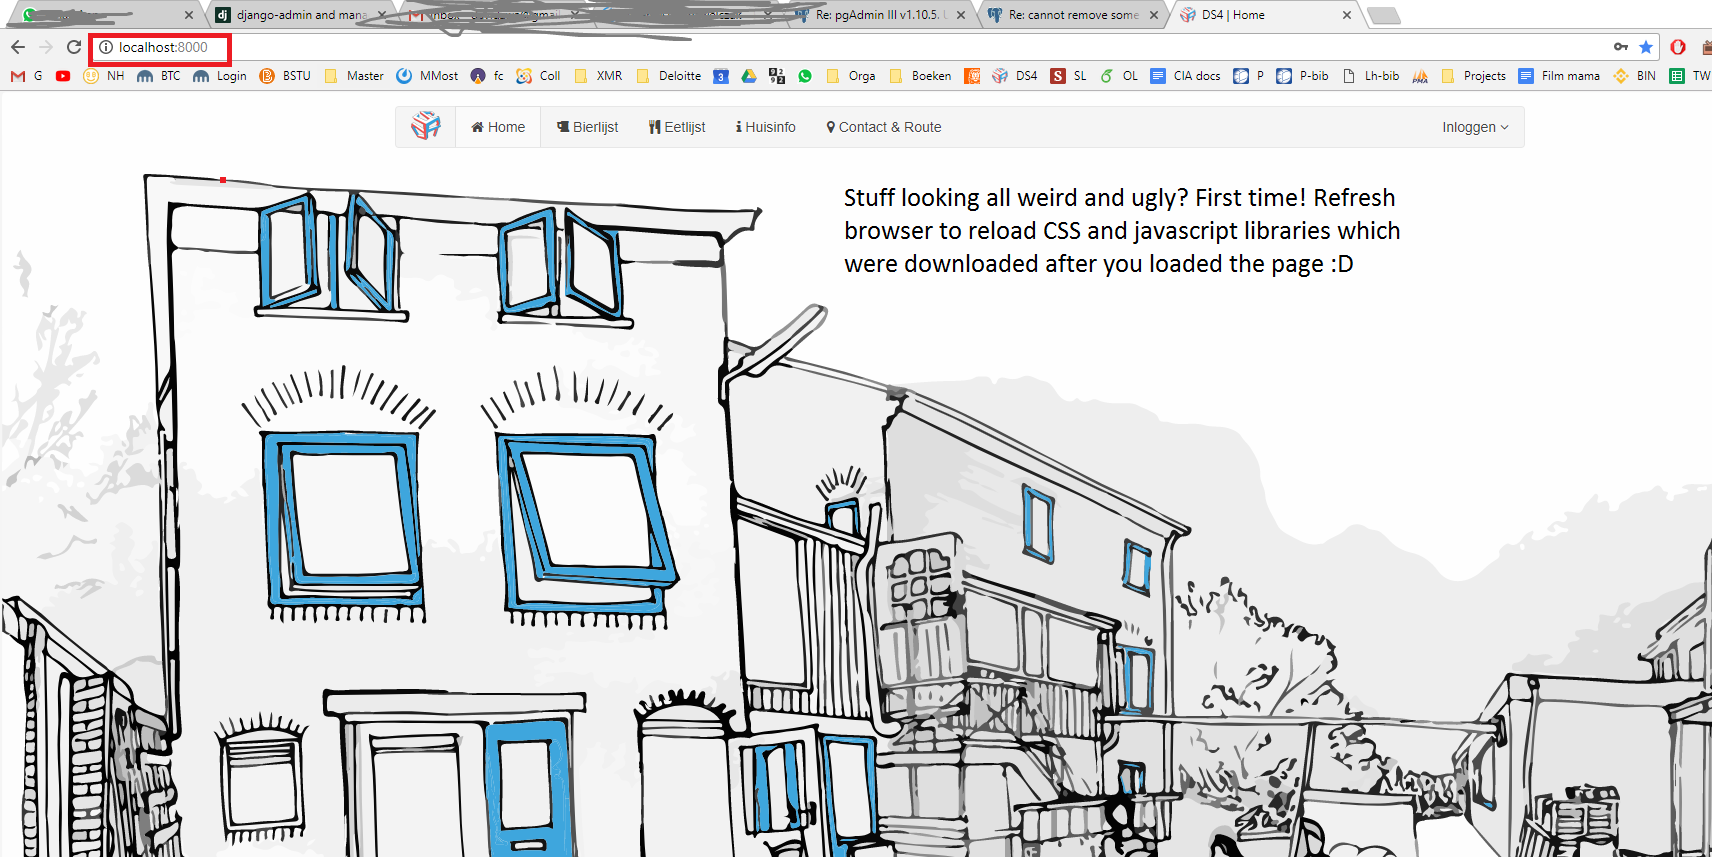 django-admin and mana
Re: pgAdmin III v1.10.5. U
Re: cannot remove some
DS4 | Home
localhost:8000
G
NH
BTC
Login
BSTU
Master
MMost
fc
Coll
XMR
Deloitte
Orga
Boeken
DS4
SL
OL
CIA docs
P
P-bib
Lh-bib
PMA
Projects
Film mama
BIN
TW
Home
Bierlijst
Eetlijst
Huisinfo
Contact & Route
Inloggen
Stuff looking all weird and ugly? First time! Refresh
browser to reload CSS and javascript libraries which
were downloaded after you loaded the page :D